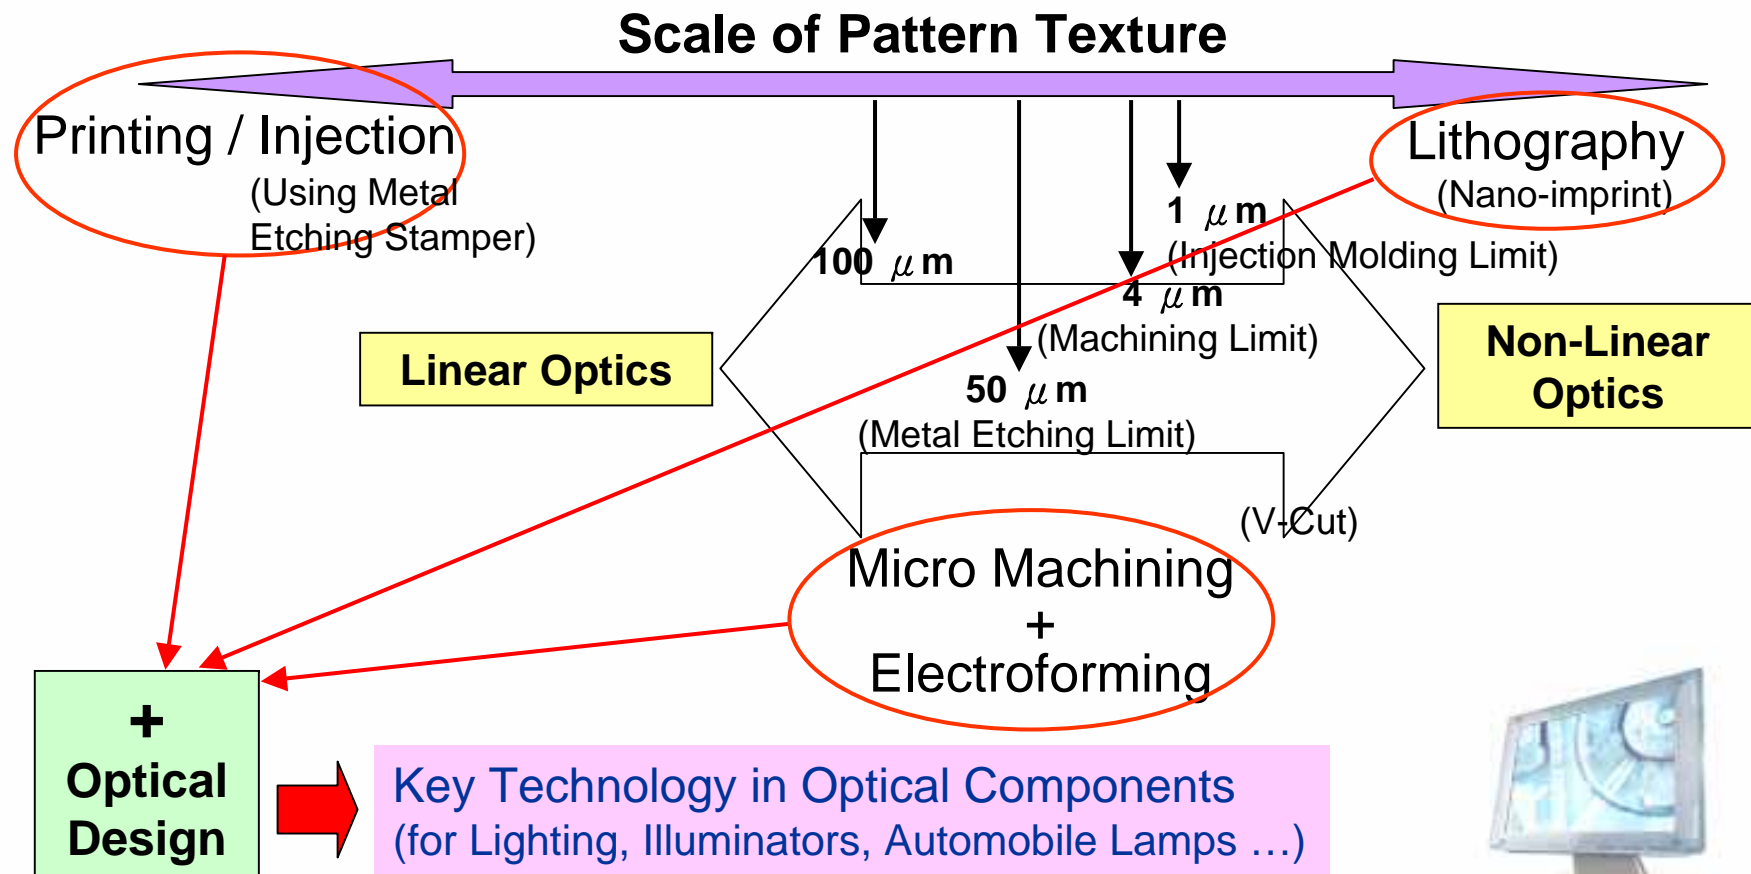 Scale of Pattern Texture
Printing / Injection
(Using Metal
Etching Stamper)
Lithography
(Nano-imprint)
1 μm
(Injection Molding Limit)
100 μm
4 μm
(Machining Limit)
Linear Optics
Non-Linear
Optics
50 μm
(Metal Etching Limit)
(V-Cut)
Micro Machining
+
Electroforming
+
Optical
Design
Key Technology in Optical Components
(for Lighting, Illuminators, Automobile Lamps …)